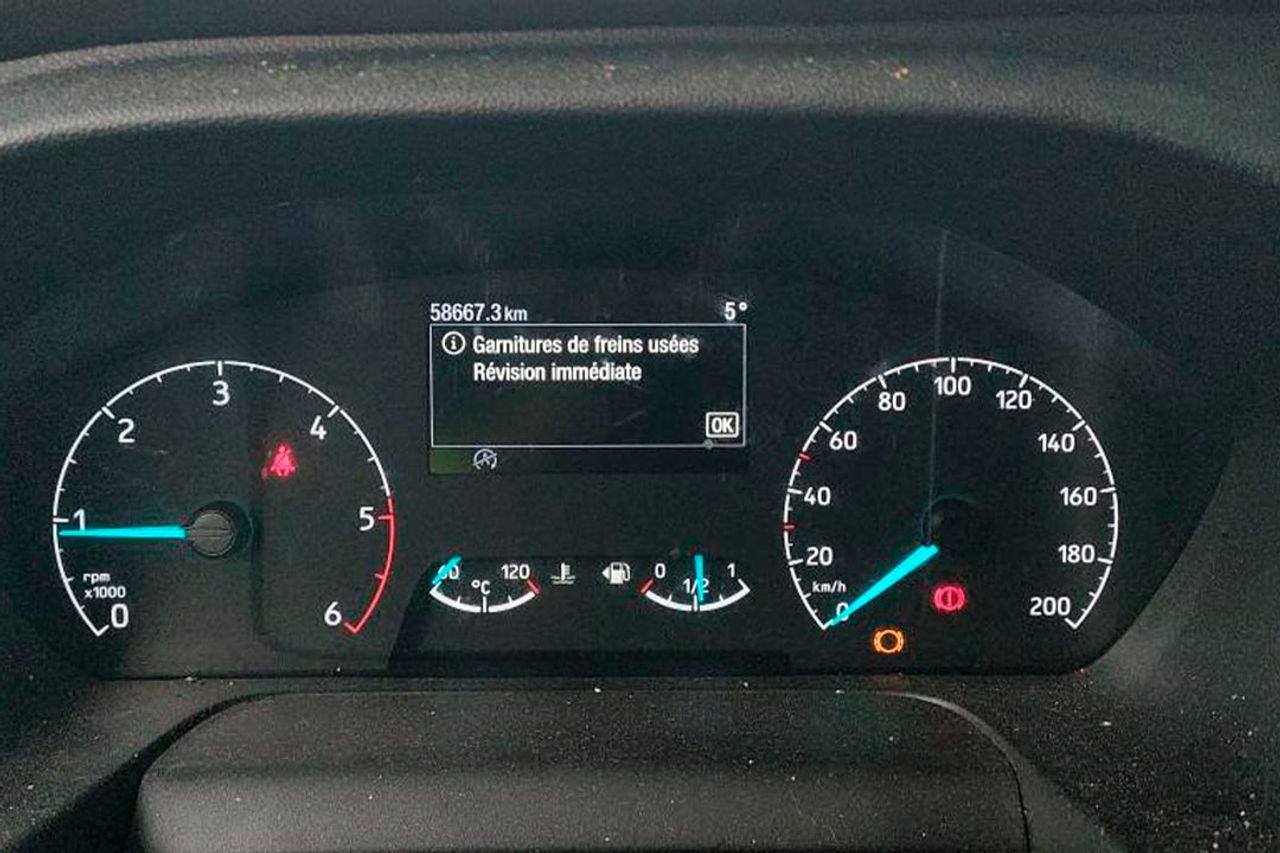 58667.3 km 5°
Garnitures de freins usées
Révision immédiate
OK
0 1 2 3 4 5 6
rpm
x1000
60 °C 120
0 1/2 1
0 20 40 60 80 100 120 140 160 180 200
km/h